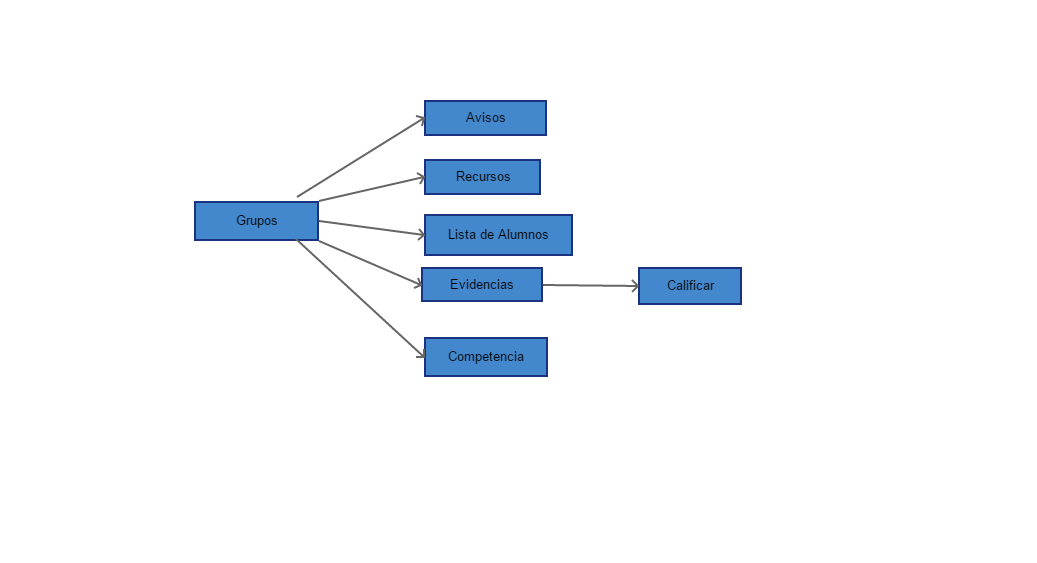 Avisos
Recursos
Grupos
Lista de Alumnos
Evidencias
Calificar
Competencia